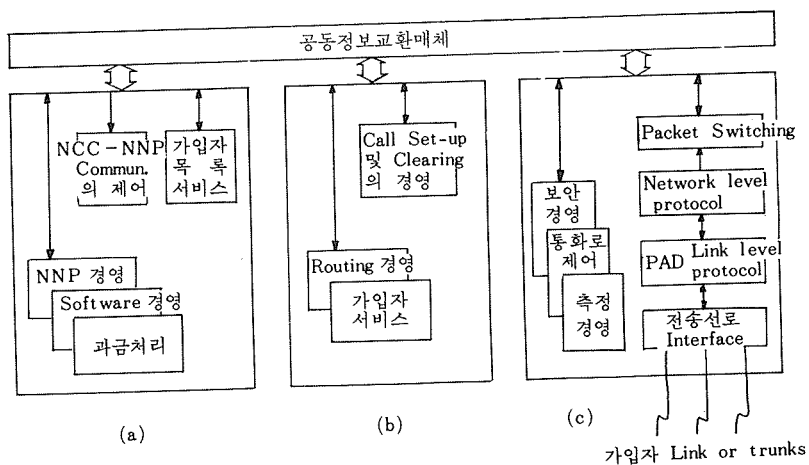 공동정보교환매체
NCC-NNP
Commun.
의 제어
가입자
목 록
서비스
NNP 경영
Software 경영
과금처리
(a)
Call Set-up
및 Clearing
의 경영
Routing 경영
가입자
서비스
(b)
보안
경영
통화로
제어
측정
경영
Packet Switching
Network level
protocol
PAD Link level
protocol
전송선로
Interface
(c)
가입자 Link or trunks